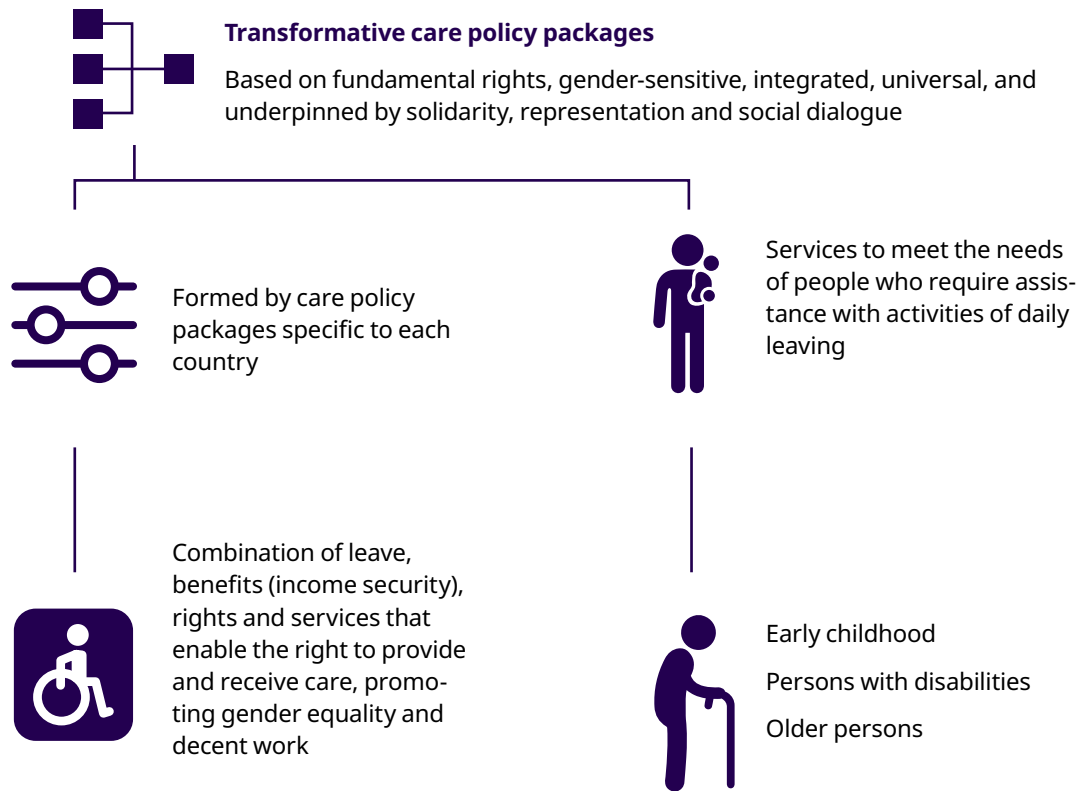 Transformative care policy packages
Based on fundamental rights, gender-sensitive, integrated, universal, and
underpinned by solidarity, representation and social dialogue
Formed by care policy
packages specific to each
country
Services to meet the needs
of people who require assis-
tance with activities of daily
leaving
Combination of leave,
benefits (income security),
rights and services that
enable the right to provide
and receive care, promo-
ting gender equality and
decent work
Early childhood
Persons with disabilities
Older persons